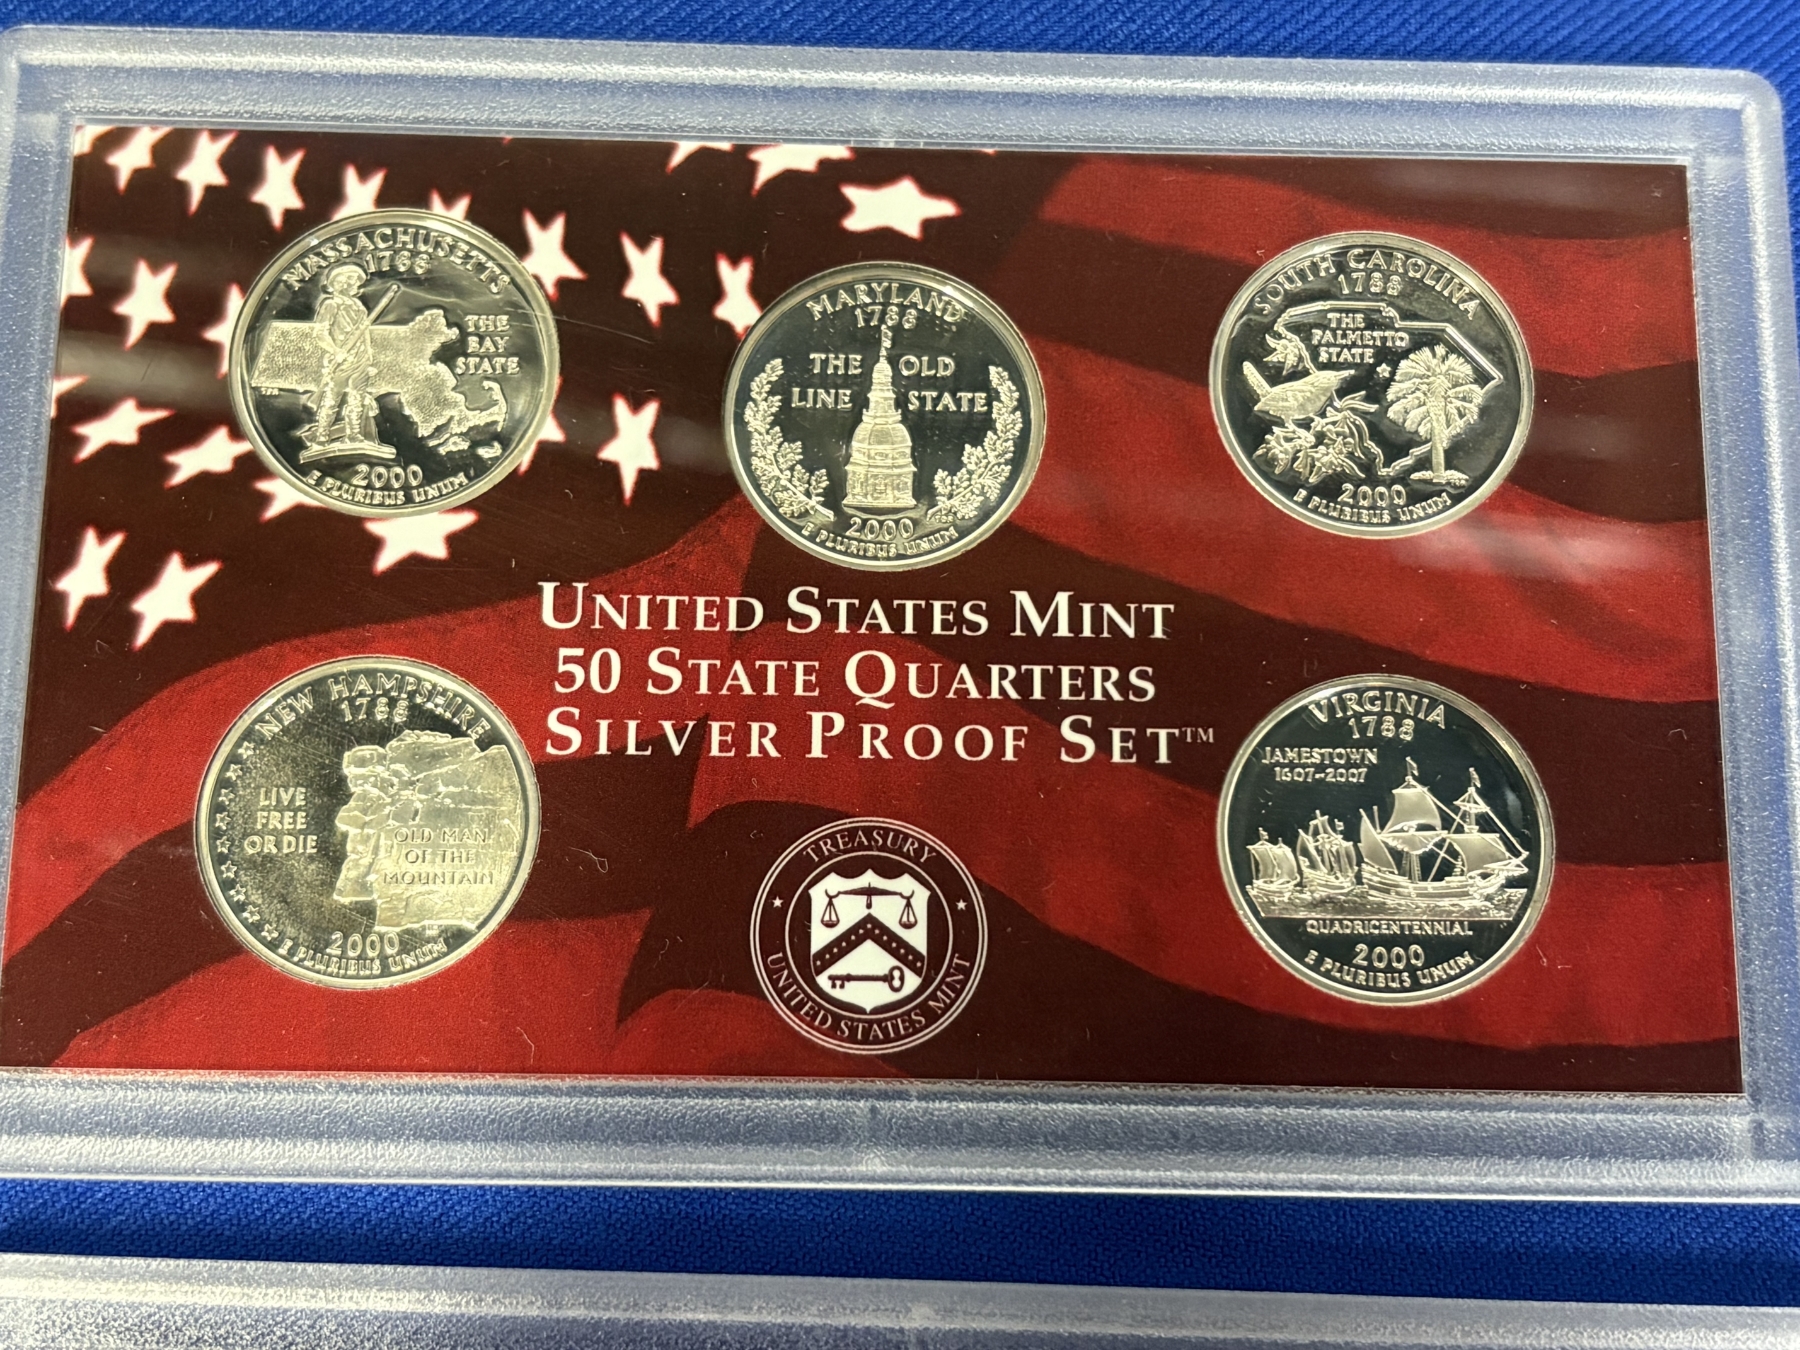 MASSACHUSETTS
1788
THE
BAY
STATE
2000
E PLURIBUS UNUM
MARYLAND
1788
THE OLD
LINE STATE
2000
E PLURIBUS UNUM
SOUTH CAROLINA
1788
THE
PALMETTO
STATE
2000
E PLURIBUS UNUM
UNITED STATES MINT
50 STATE QUARTERS
SILVER PROOF SET™
NEW HAMPSHIRE
1788
LIVE
FREE
OR DIE
OLD MAN
OF THE
MOUNTAIN
2000
E PLURIBUS UNUM
TREASURY
UNITED STATES MINT
VIRGINIA
1788
JAMESTOWN
1607-2007
QUADRICENTENNIAL
2000
E PLURIBUS UNUM